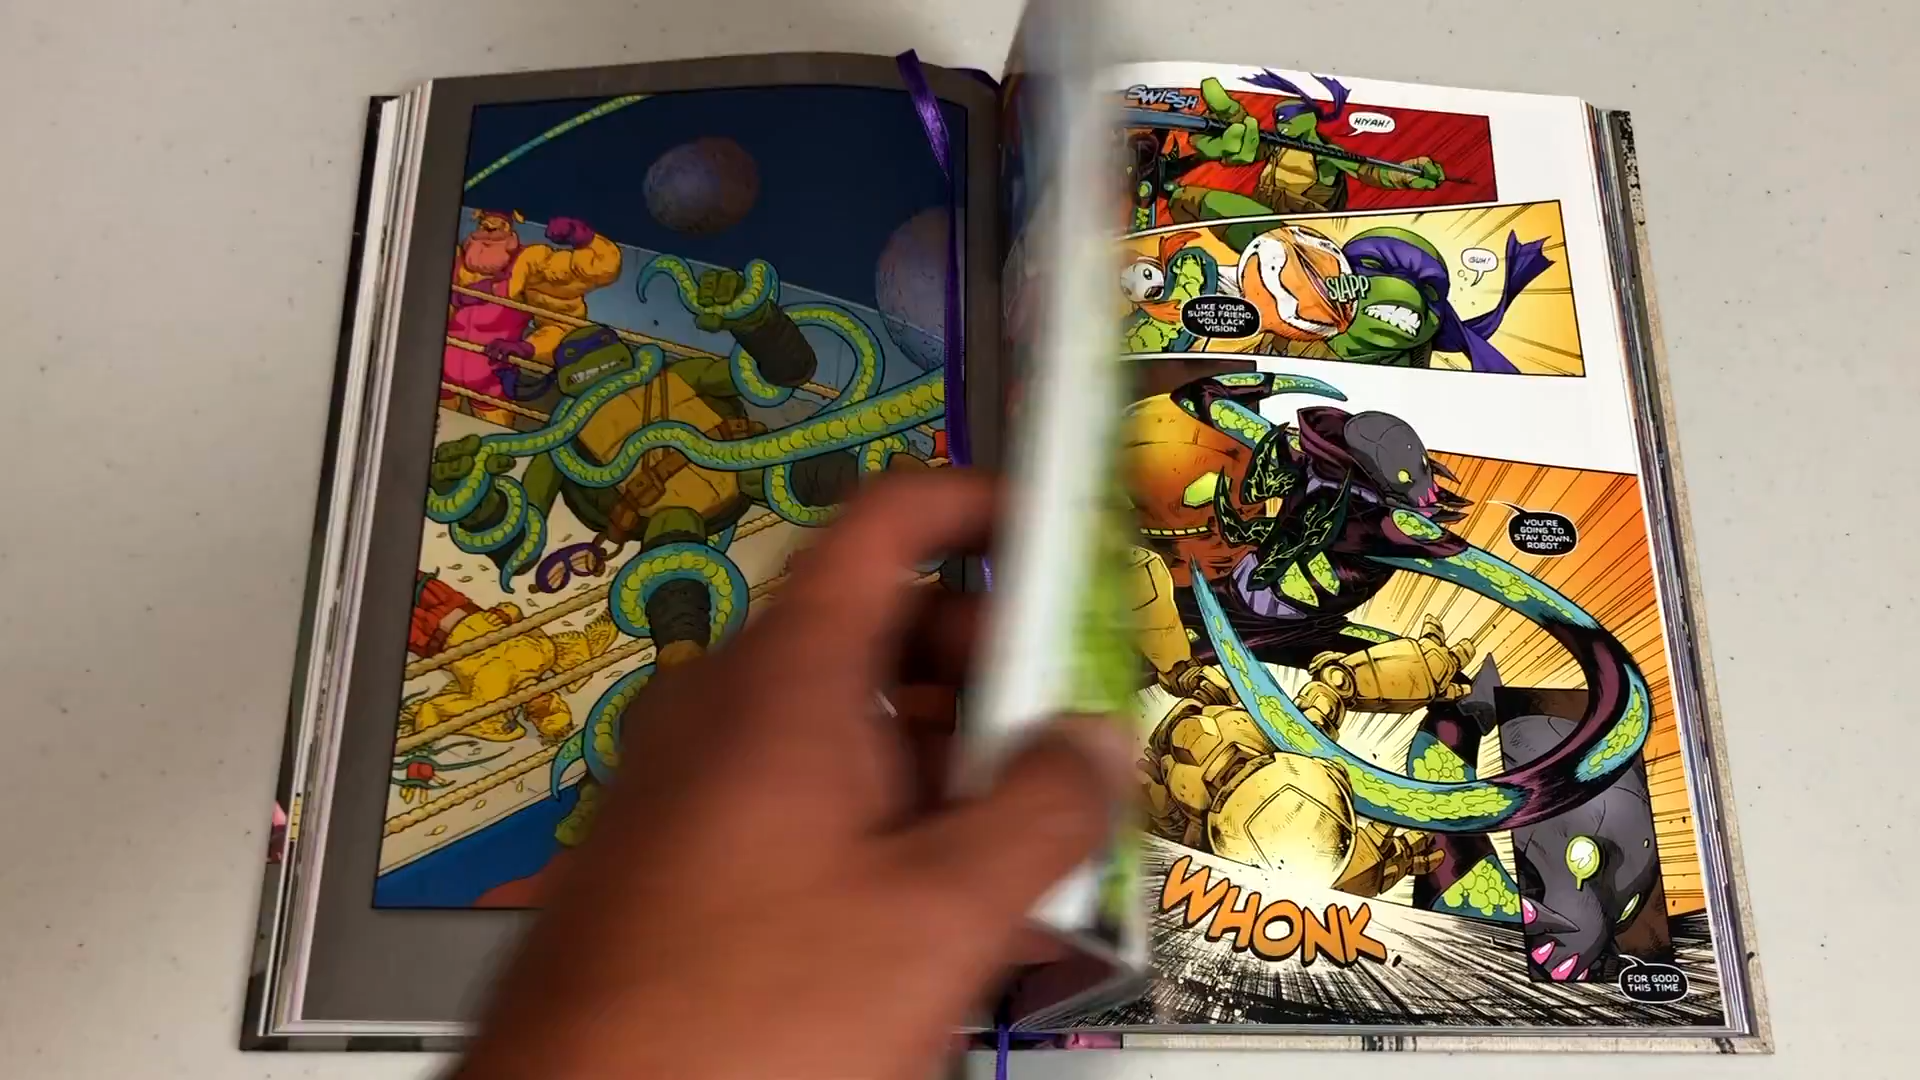 SWISSH
HIYAH!
GUH!
SLAPP
LIKE YOUR
SUMO FRIEND,
YOU LACK
VISION.
YOU'RE
GOING TO
STAY DOWN,
ROBOT.
WHONK
FOR GOOD
THIS TIME.